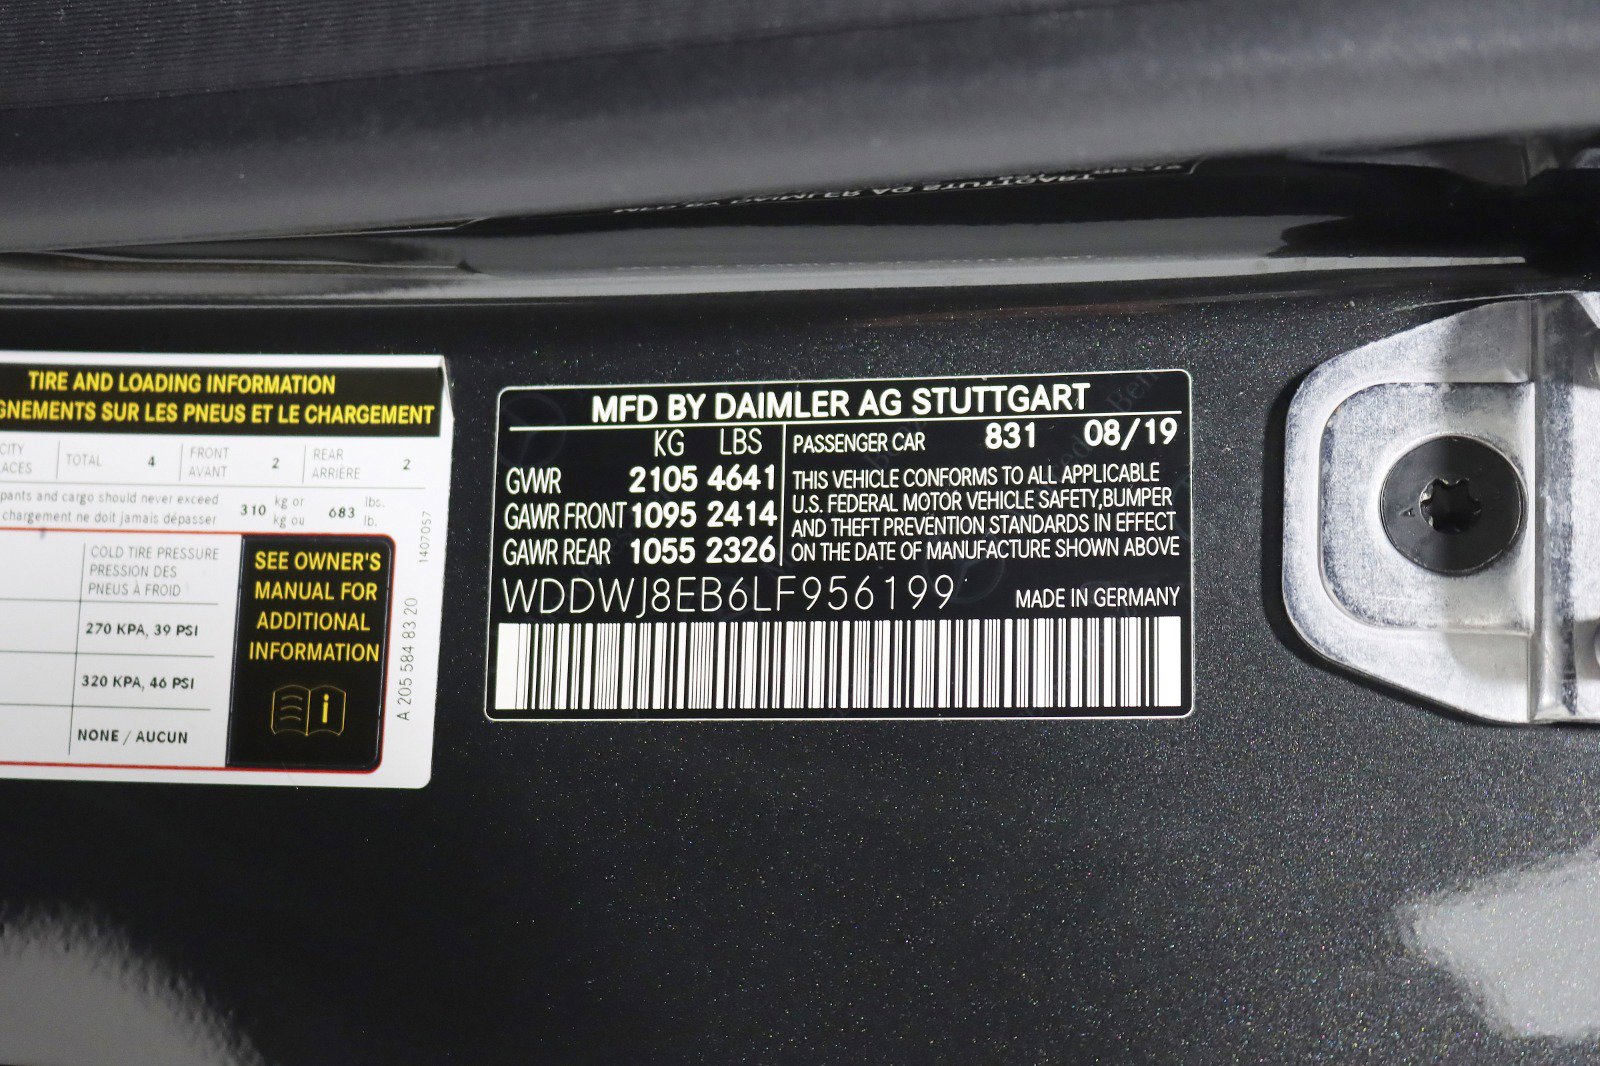 TIRE AND LOADING INFORMATION
GNEMENTS SUR LES PNEUS ET LE CHARGEMENT
CITY TOTAL 4 FRONT 2 REAR 2
ACES AVANT ARRIÈRE
pants and cargo should never exceed 310 kg or 683 lbs.
chargement ne doit jamais dépasser kg ou lb.
COLD TIRE PRESSURE
PRESSION DES
PNEUS À FROID
270 KPA, 39 PSI
320 KPA, 46 PSI
NONE / AUCUN
SEE OWNER'S
MANUAL FOR
ADDITIONAL
INFORMATION
i
1407057
A 205 584 83 20
MFD BY DAIMLER AG STUTTGART
KG LBS
GVWR 2105 4641
GAWR FRONT 1095 2414
GAWR REAR 1055 2326
PASSENGER CAR 831 08/19
THIS VEHICLE CONFORMS TO ALL APPLICABLE
U.S. FEDERAL MOTOR VEHICLE SAFETY,BUMPER
AND THEFT PREVENTION STANDARDS IN EFFECT
ON THE DATE OF MANUFACTURE SHOWN ABOVE
WDDWJ8EB6LF956199 MADE IN GERMANY